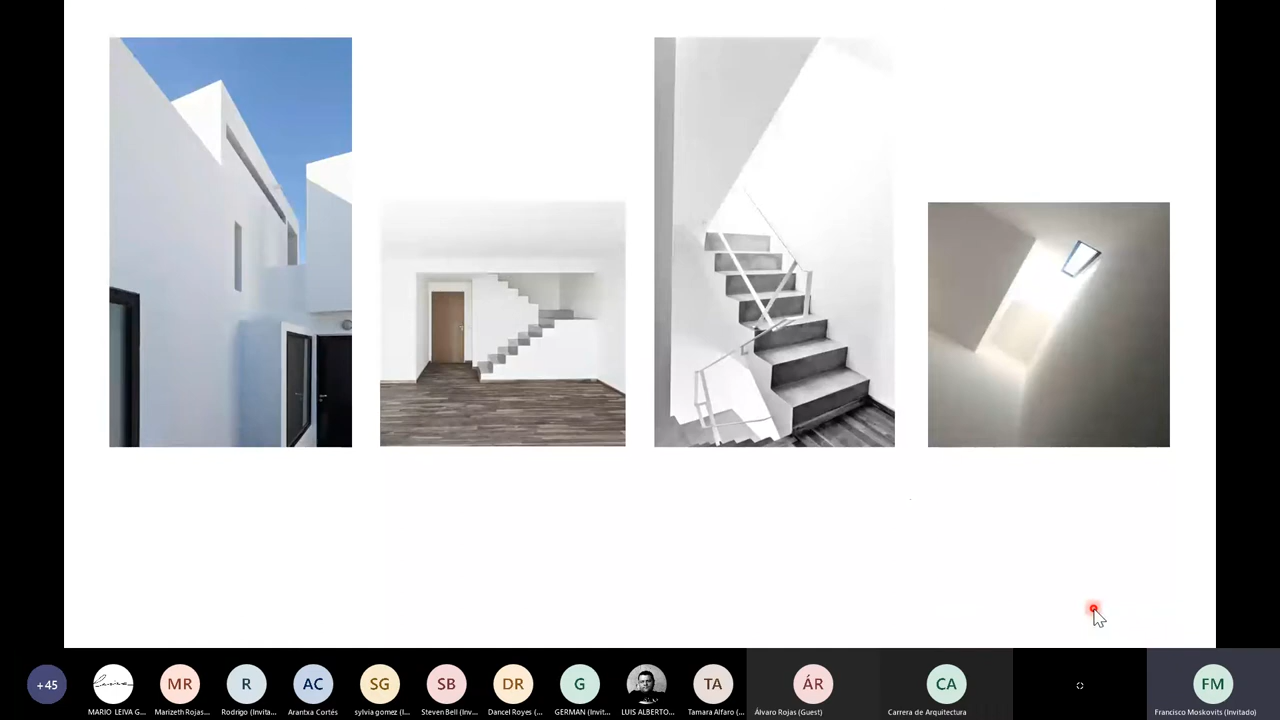 +45
MR
R
AC
SG
SB
DR
G
TA
ÁR
CA
FM
MARIO LEIVA G...
Marizeth Rojas...
Rodrigo (Invita...
Arantxa Cortés
sylvia gomez (I...
Steven Bell (Inv...
Dancel Royes (...
GERMAN (Invit...
LUIS ALBERTO...
Tamara Alfaro (...
Álvaro Rojas (Guest)
Carrera de Arquitectura
Francisco Moskovits (Invitado)